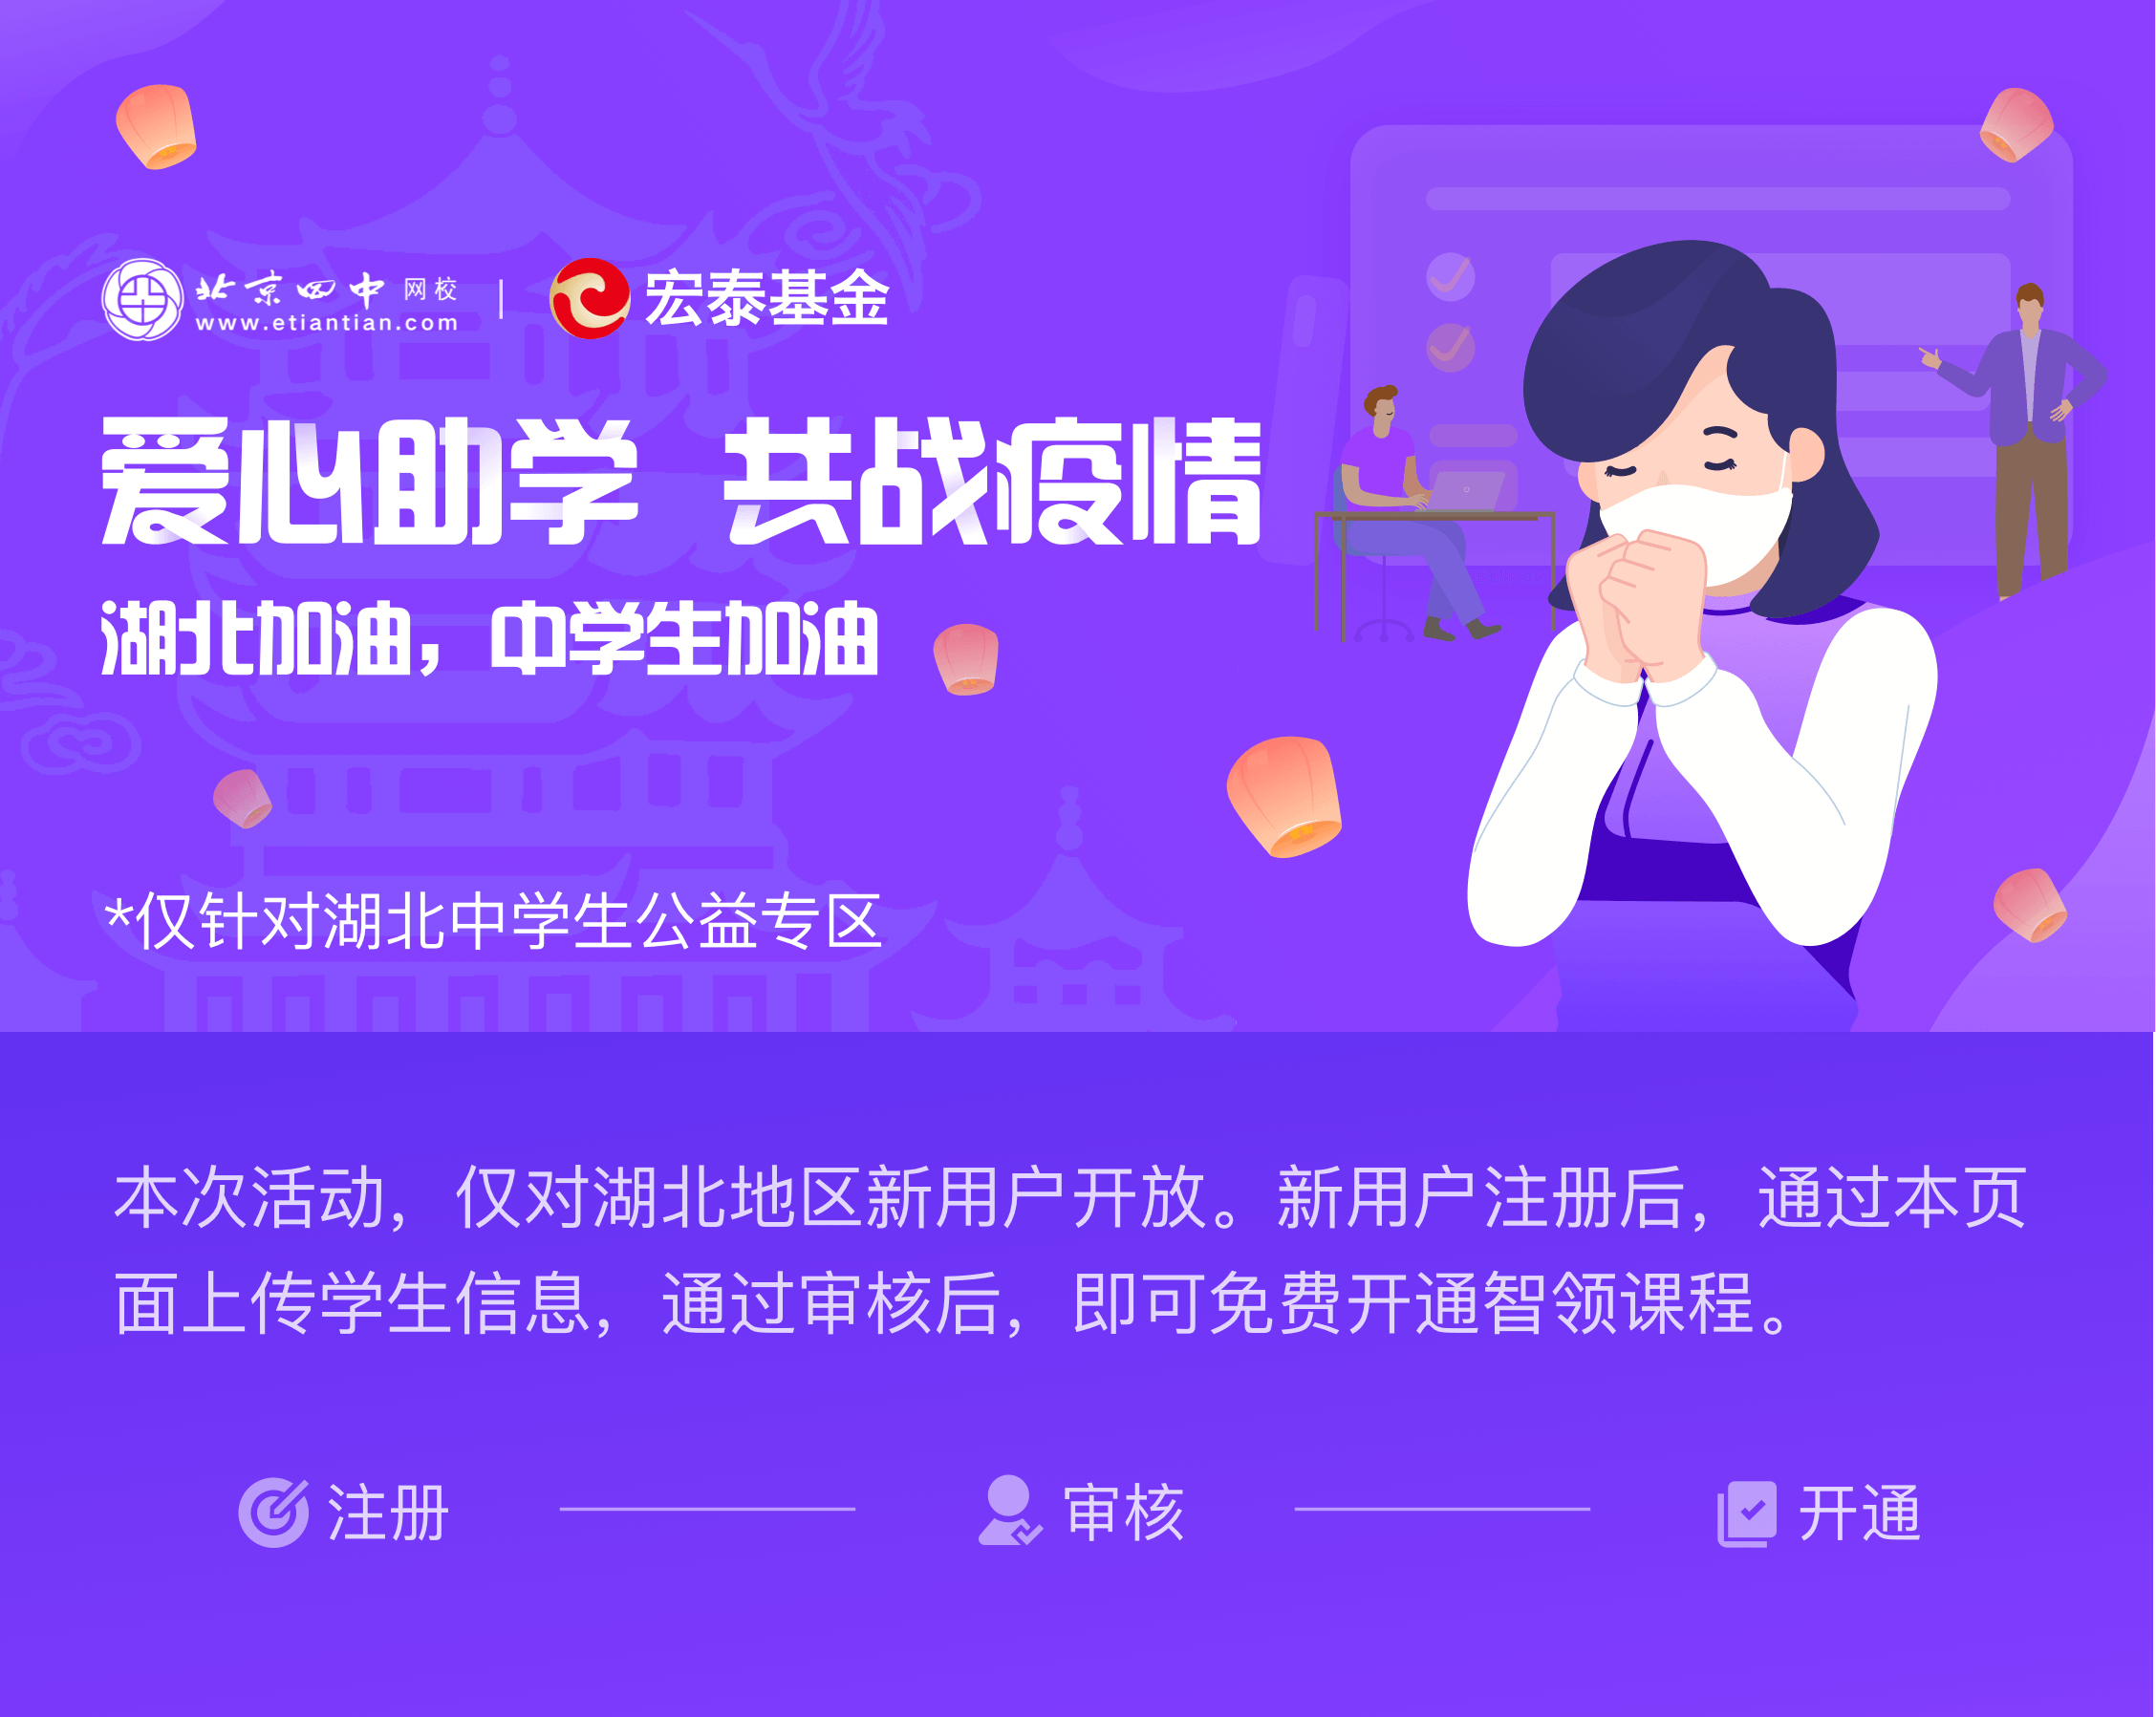 北京四中网校
www.etiantian.com
宏泰基金
爱心助学 共战疫情
湖北加油，中学生加油
*仅针对湖北中学生公益专区
本次活动，仅对湖北地区新用户开放。新用户注册后，通过本页
面上传学生信息，通过审核后，即可免费开通智领课程。
注册
审核
开通